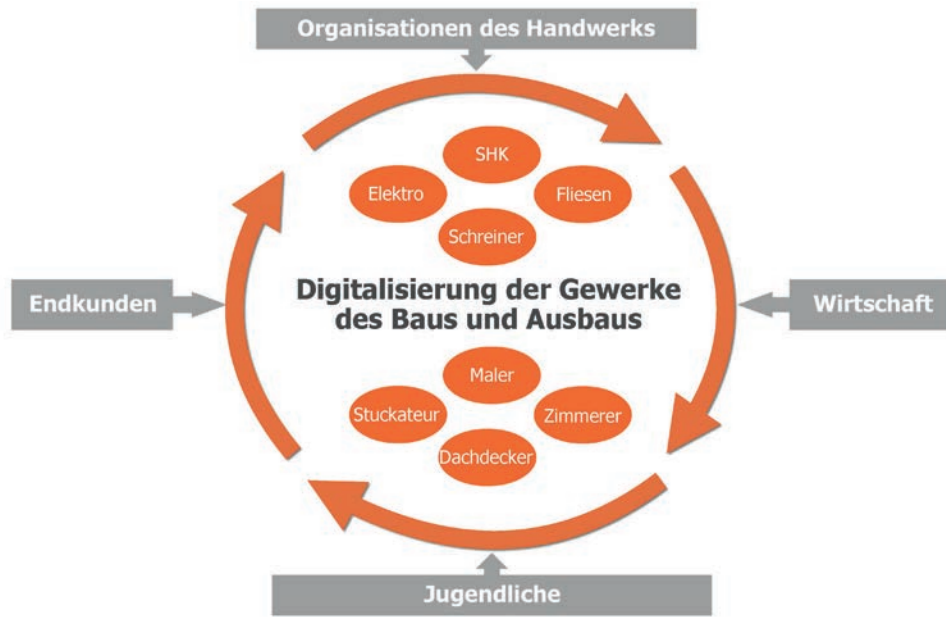 Organisationen des Handwerks
SHK
Elektro
Fliesen
Schreiner
Endkunden
Digitalisierung der Gewerke
des Baus und Ausbaus
Wirtschaft
Maler
Stuckateur
Zimmerer
Dachdecker
Jugendliche